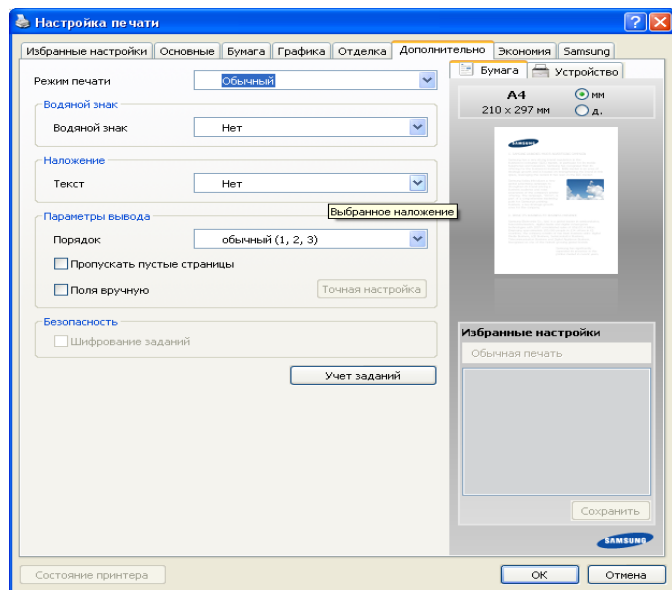 Настройка печати
Избранные настройки Основные Бумага Графика Отделка Дополнительно Экономия Samsung
Режим печати Обычный
Водяной знак
Водяной знак Нет
Наложение
Текст Нет
Выбранное наложение
Параметры вывода
Порядок обычный (1, 2, 3)
Пропускать пустые страницы
Поля вручную Точная настройка
Безопасность
Шифрование заданий
Учет заданий
Бумага Устройство
A4 мм
210 x 297 мм д.
SAMSUNG
Избранные настройки
Обычная печать
Сохранить
SAMSUNG
Состояние принтера OK Отмена